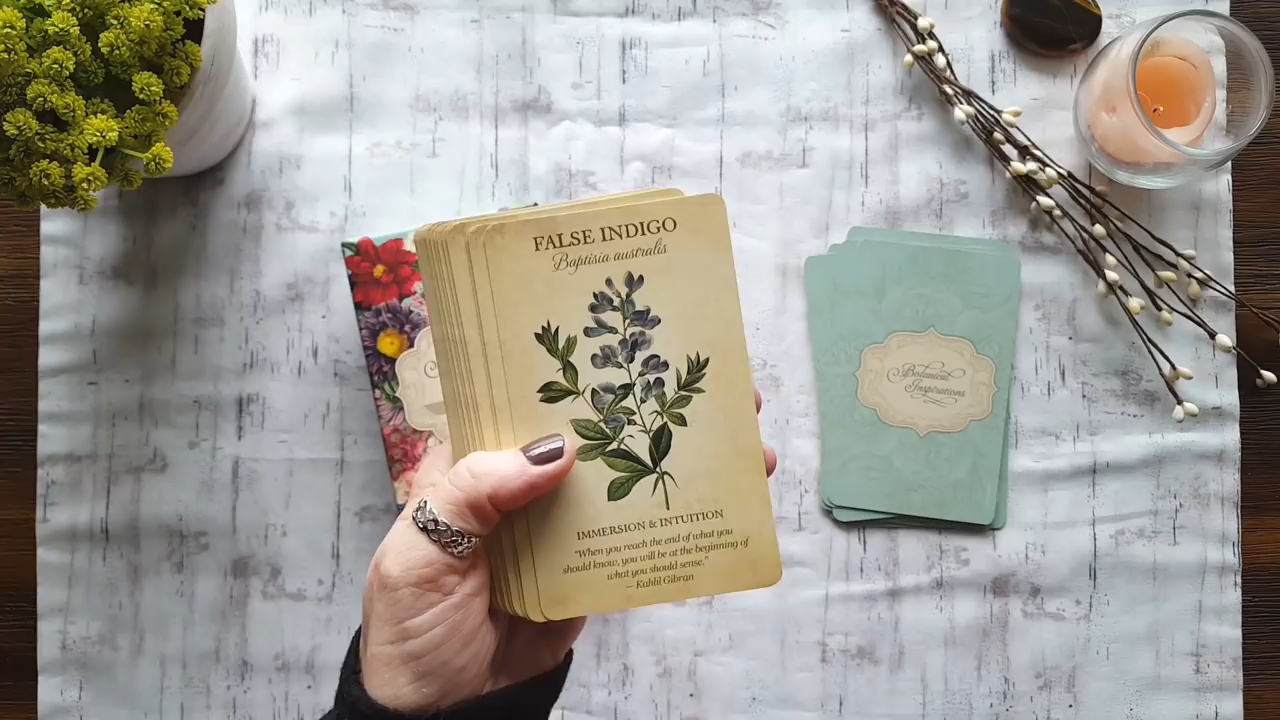 FALSE INDIGO
Baptisia australis
IMMERSION & INTUITION
"When you reach the end of what you
should know, you will be at the beginning of
what you should sense."
— Kahlil Gibran
Botanical
Inspirations